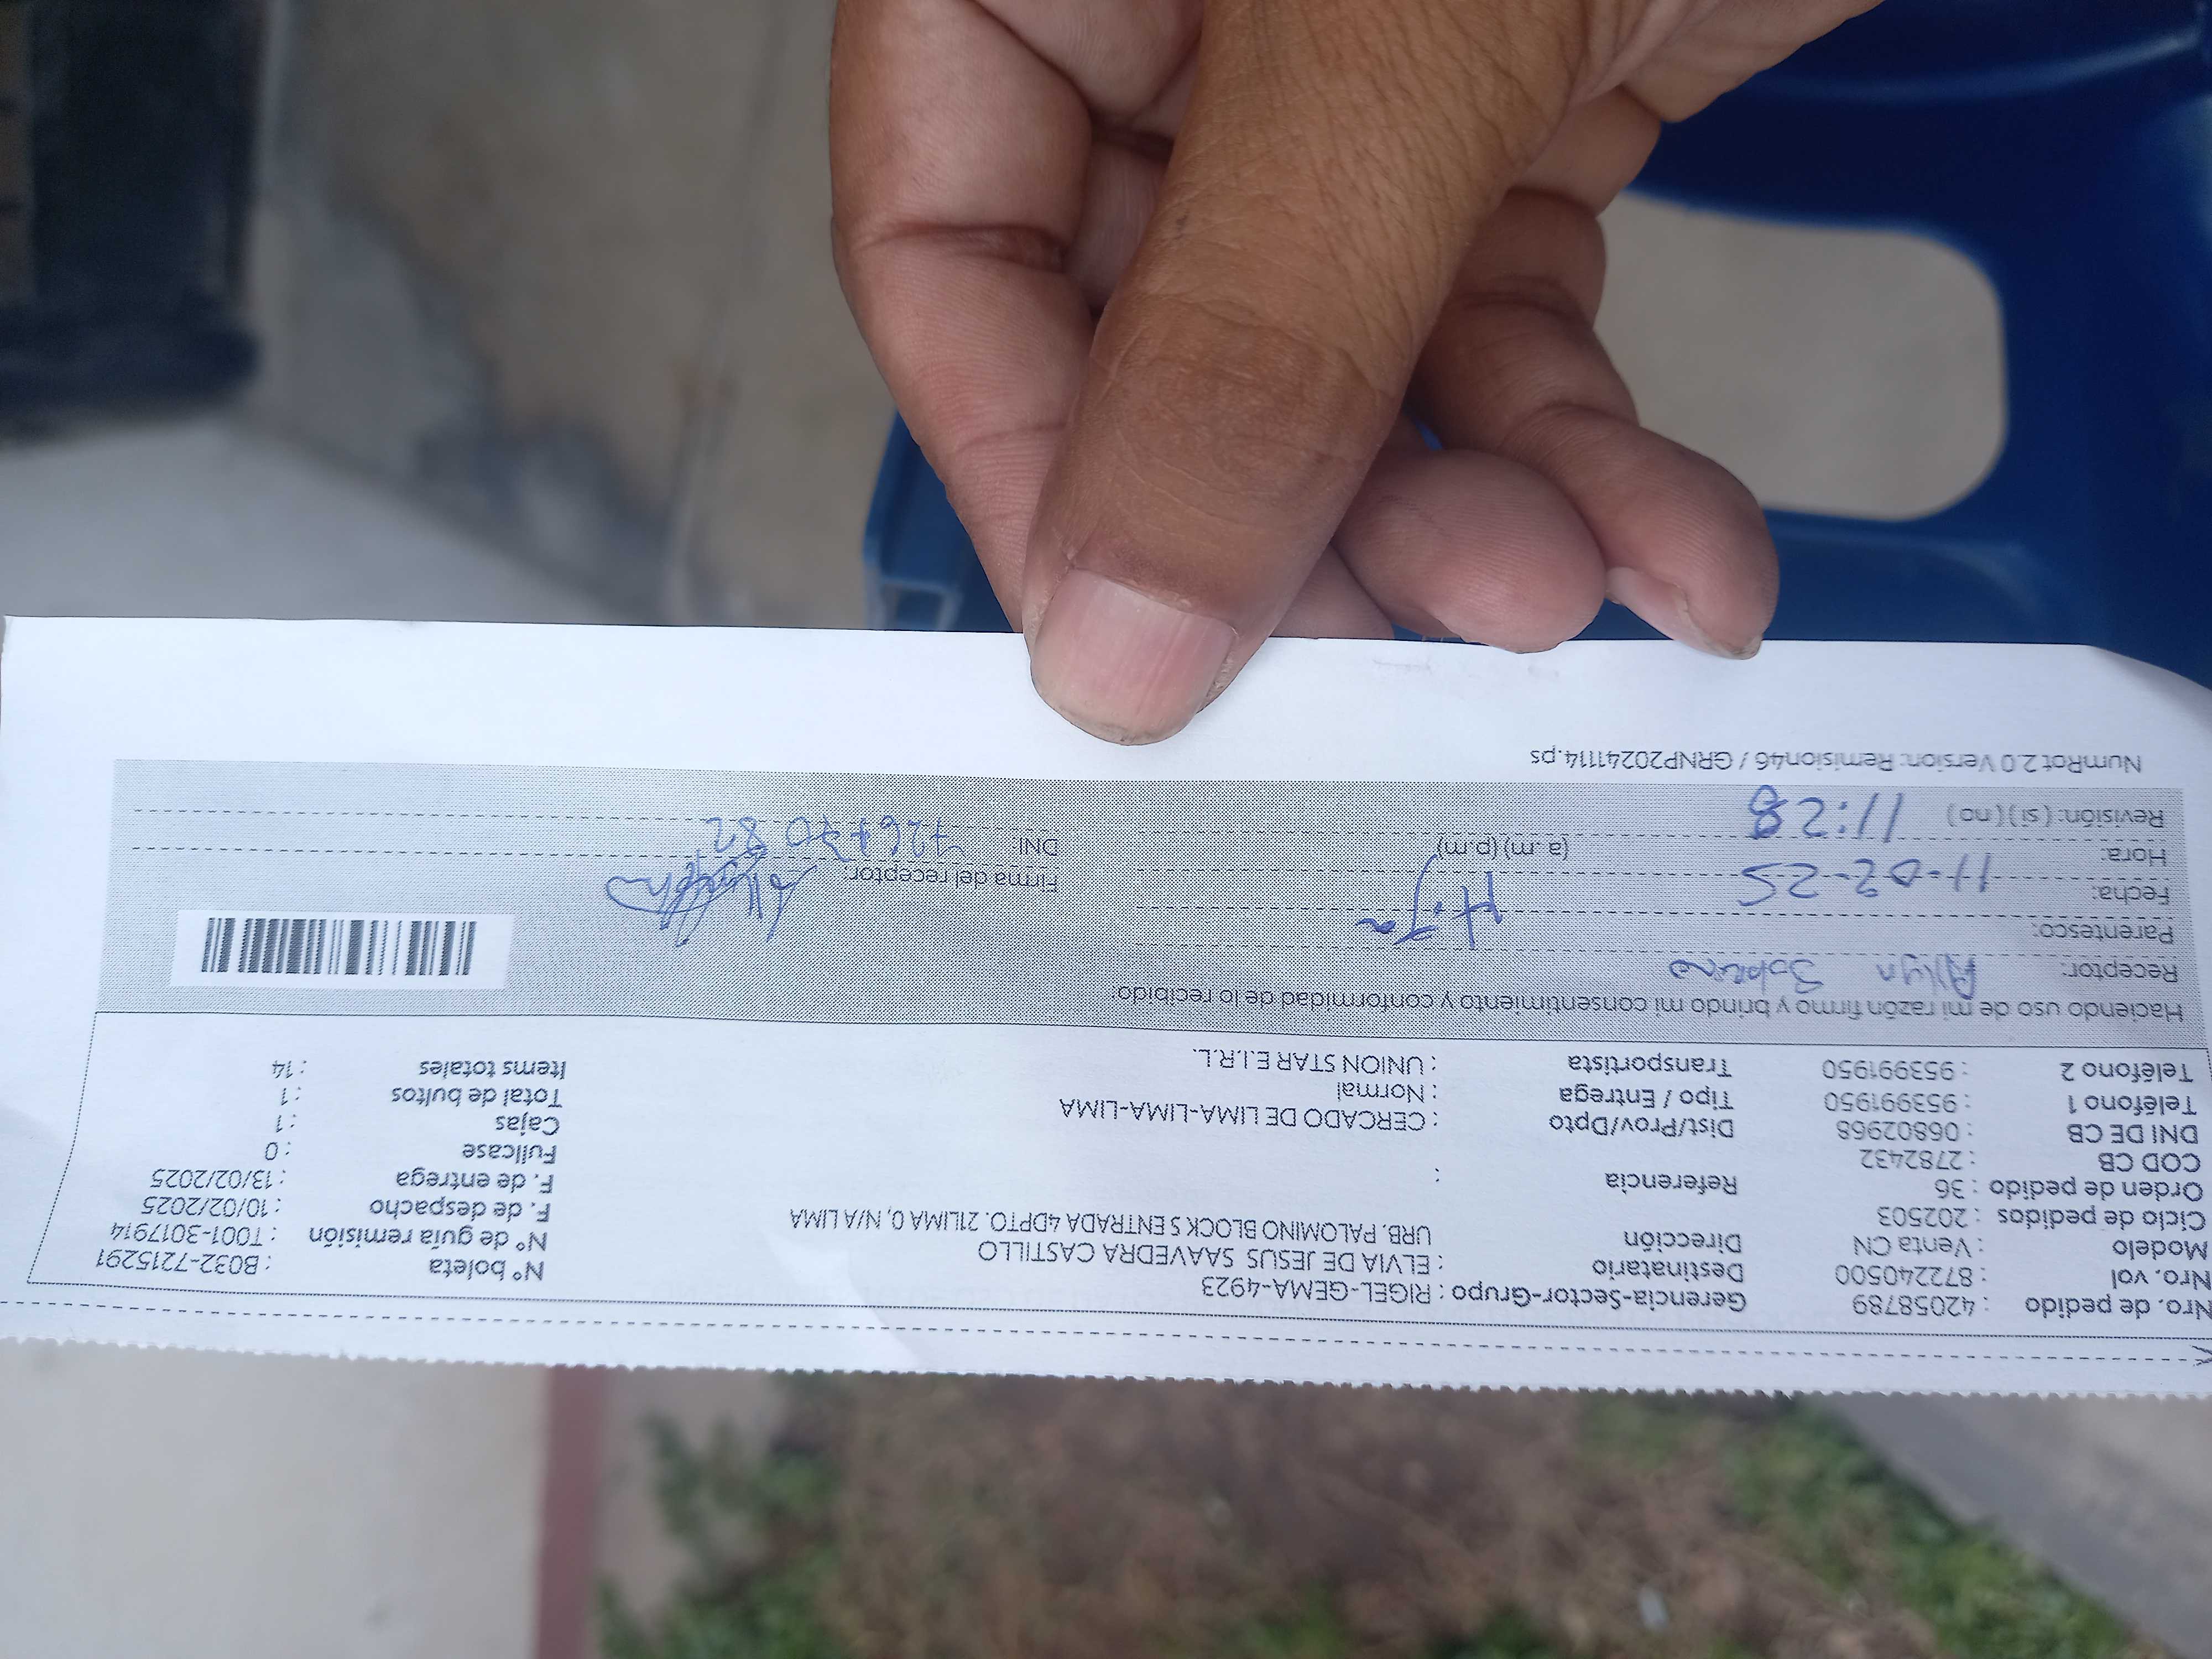 Nro. de pedido : 42058789 Gerencia-Sector-Grupo : RIGEL-GEMA-4923 N° boleta : B032-7215291
Nro. vol : 872240500 Destinatario : ELVIA DE JESUS SAAVEDRA CASTILLO N° de guía remisión : T001-3017914
Modelo : Venta CN Dirección URB. PALOMINO BLOCK S ENTRADA 4DPTO. 21LIMA 0, N/A LIMA F. de despacho : 10/02/2025
Ciclo de pedidos : 202503 F. de entrega : 13/02/2025
Orden de pedido : 36 Referencia : Fullcase : 0
COD CB : 2782432 Cajas : 1
DNI DE CB : 06802968 Dist/Prov/Dpto : CERCADO DE LIMA-LIMA-LIMA Total de bultos : 1
Teléfono 1 : 953991950 Tipo / Entrega : Normal Items totales : 14
Teléfono 2 : 953991950 Transportista : UNION STAR E.I.R.L.
Haciendo uso de mi razón firmo y brindo mi consentimiento y conformidad de lo recibido:
Receptor:
Parentesco: Hija
Fecha: 11-02-25 Firma del receptor:
Hora: 11:28 (a.m) (p.m) DNI:
Revisión: (si) (no)
NumRot 2.0 Version: Remision46 / GRNP20241114.ps